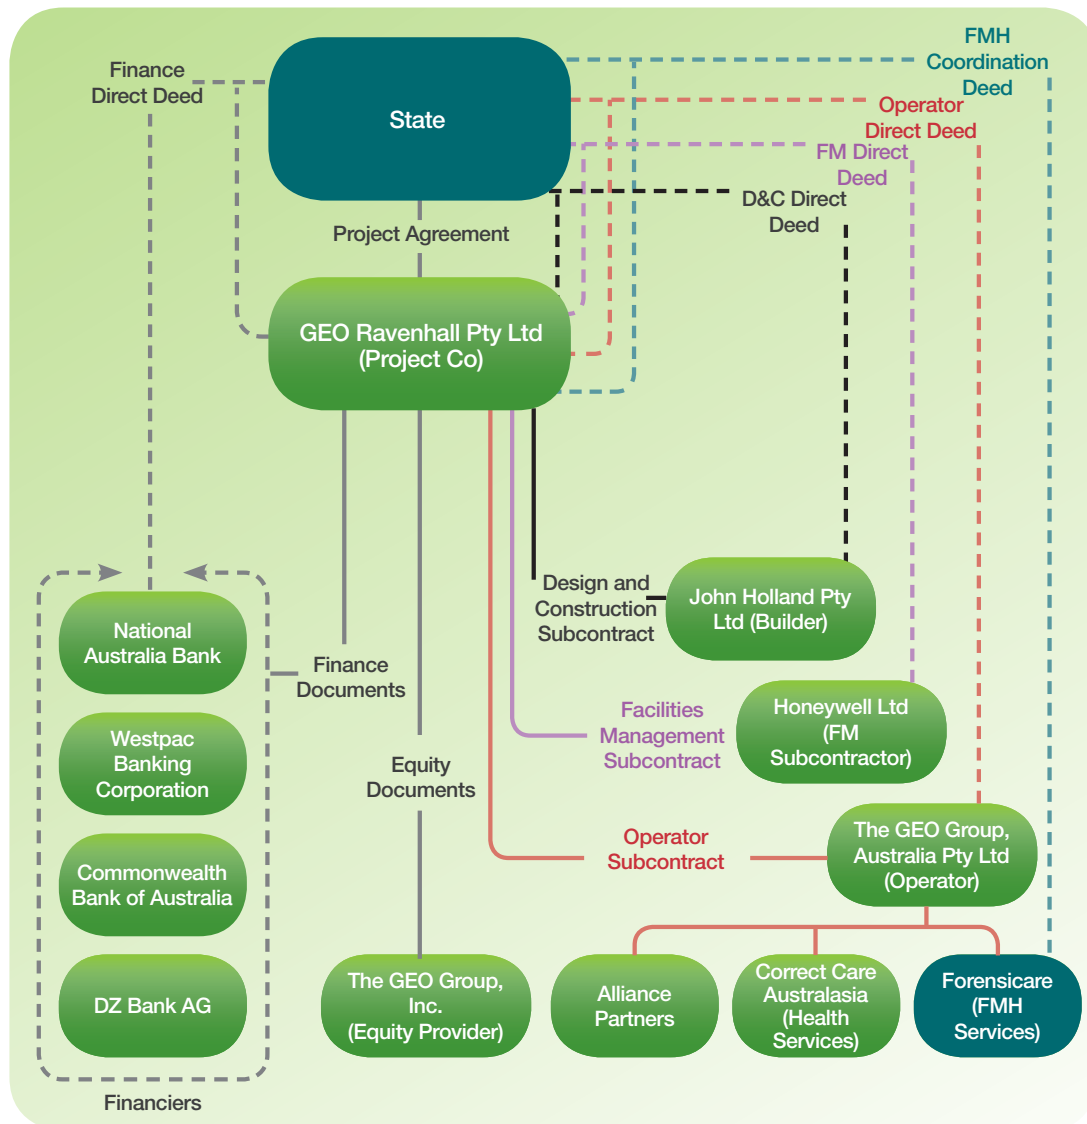 Finance
Direct Deed
State
FMH
Coordination
Deed
Operator
Direct Deed
FM Direct
Deed
D&C Direct
Deed
Project Agreement
GEO Ravenhall Pty Ltd
(Project Co)
Design and
Construction
Subcontract
John Holland Pty
Ltd (Builder)
National
Australia Bank
Finance
Documents
Facilities
Management
Subcontract
Honeywell Ltd
(FM
Subcontractor)
Westpac
Banking
Corporation
Equity
Documents
Operator
Subcontract
The GEO Group,
Australia Pty Ltd
(Operator)
Commonwealth
Bank of Australia
DZ Bank AG
The GEO Group,
Inc.
(Equity Provider)
Alliance
Partners
Correct Care
Australasia
(Health
Services)
Forensicare
(FMH
Services)
Financiers